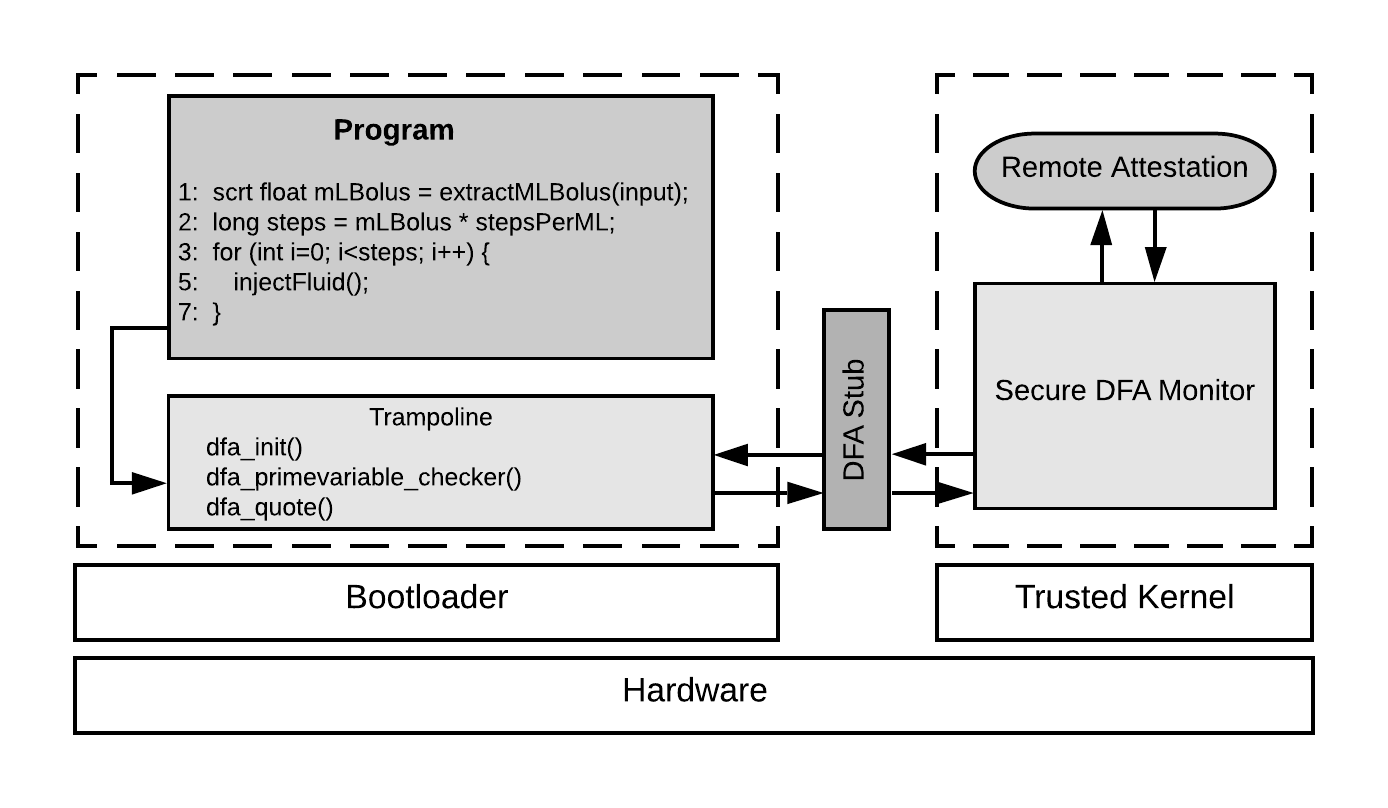 Program
1: scrt float mLBolus = extractMLBolus(input);
2: long steps = mLBolus * stepsPerML;
3: for (int i=0; i<steps; i++) {
5: injectFluid();
7: }
Trampoline
dfa_init()
dfa_primevariable_checker()
dfa_quote()
DFA Stub
Remote Attestation
Secure DFA Monitor
Bootloader
Trusted Kernel
Hardware